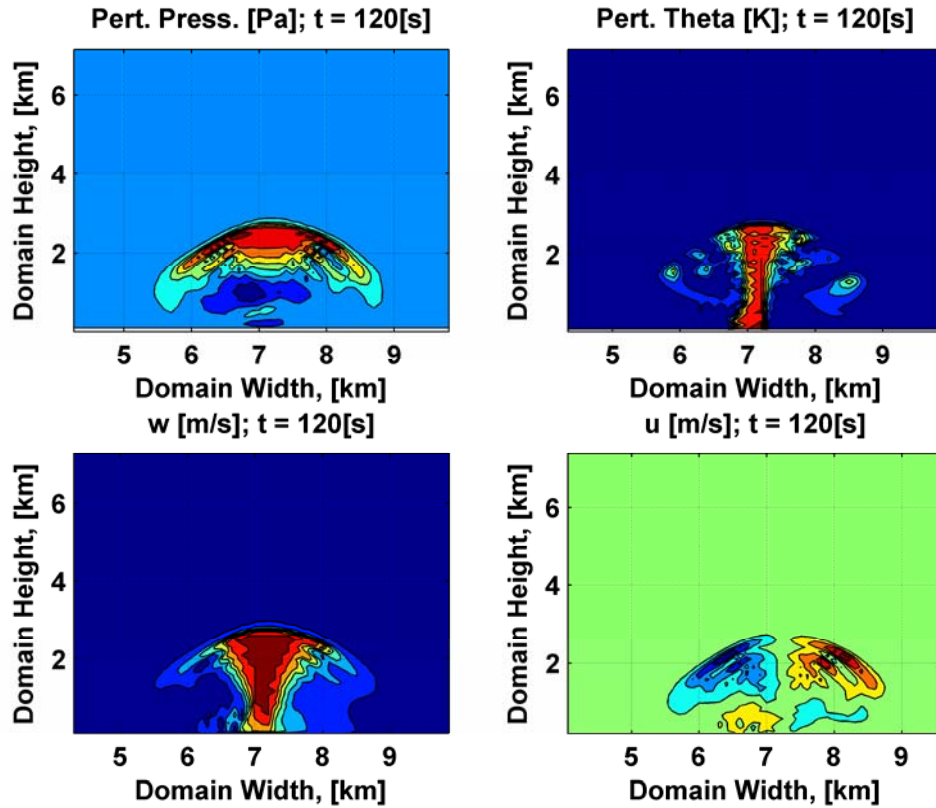 Pert. Press. [Pa]; t = 120[s]
Domain Height, [km]
6
4
2
5 6 7 8 9
Domain Width, [km]
Pert. Theta [K]; t = 120[s]
Domain Height, [km]
6
4
2
5 6 7 8 9
Domain Width, [km]
w [m/s]; t = 120[s]
Domain Height, [km]
6
4
2
5 6 7 8 9
Domain Width, [km]
u [m/s]; t = 120[s]
Domain Height, [km]
6
4
2
5 6 7 8 9
Domain Width, [km]